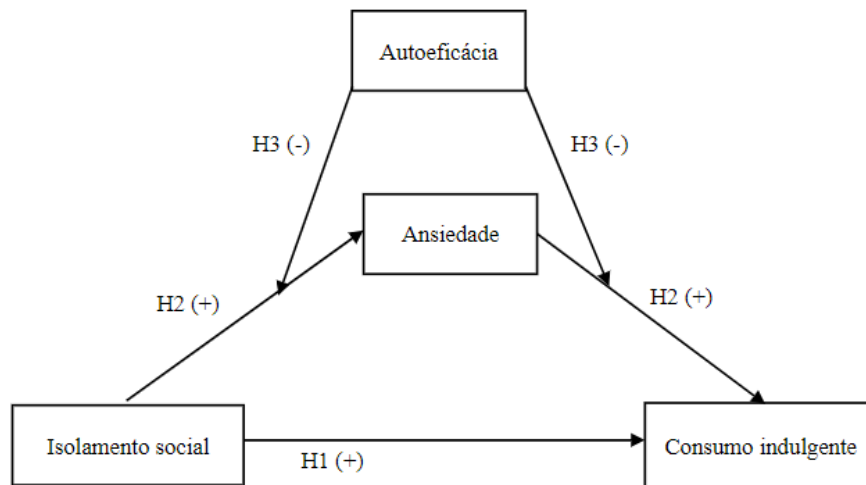 Autoeficácia
H3 (-)
H3 (-)
Ansiedade
H2 (+)
H2 (+)
Isolamento social
H1 (+)
Consumo indulgente